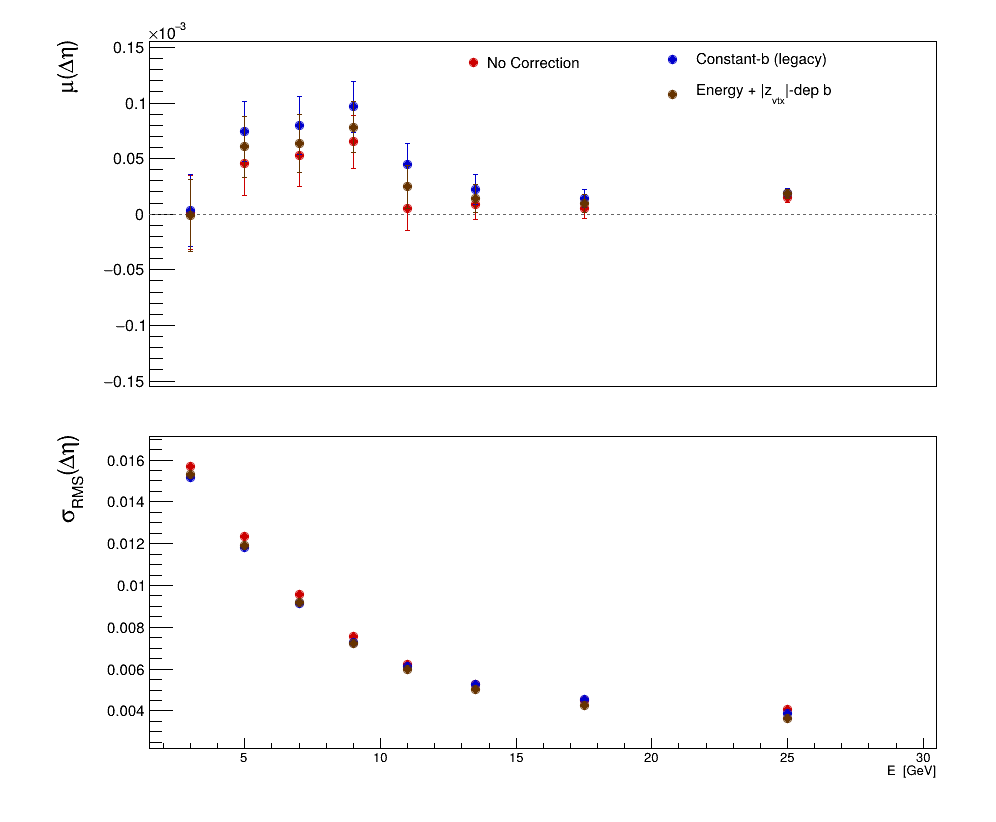 ×10⁻³
μ(Δη)
0.15
0.1
0.05
0
−0.05
−0.1
−0.15
No Correction
Constant-b (legacy)
Energy + |z_vtx|-dep b
σ_RMS(Δη)
0.016
0.014
0.012
0.01
0.008
0.006
0.004
5 10 15 20 25 30
E [GeV]